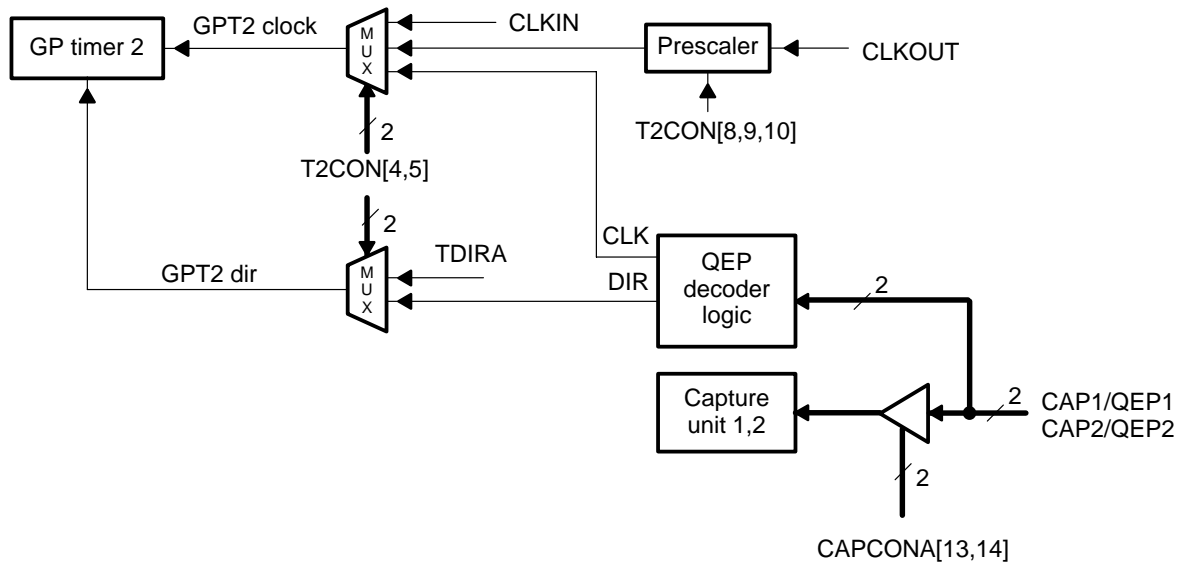 GPT2 clock
CLKIN
GP timer 2
MUX
Prescaler
CLKOUT
2
T2CON[8,9,10]
T2CON[4,5]
2
CLK
TDIRA
QEP
decoder
logic
GPT2 dir
MUX
DIR
2
Capture
unit 1,2
2
CAP1/QEP1
CAP2/QEP2
2
CAPCONA[13,14]